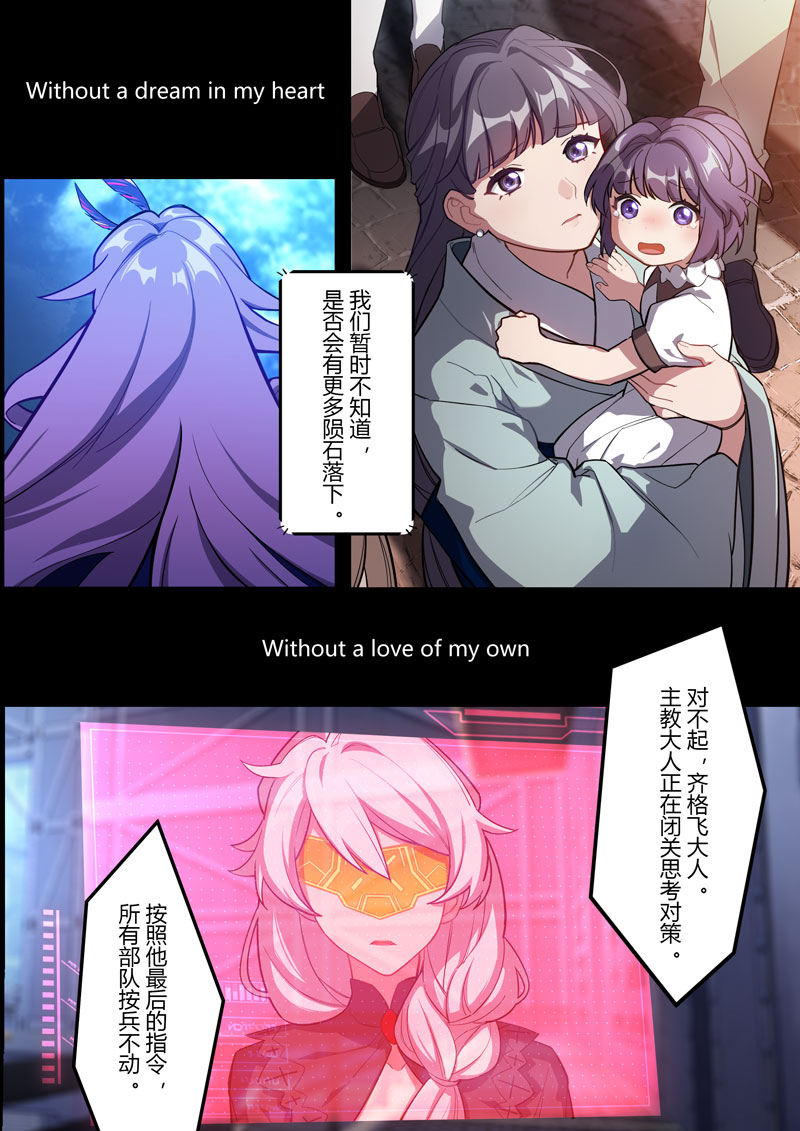 Without a dream in my heart
我们暂时不知道，
是否会有更多陨石落下。
Without a love of my own
对不起，齐格飞大人。
主教大人正在闭关思考对策。
按照他最后的指令，
所有部队按兵不动。